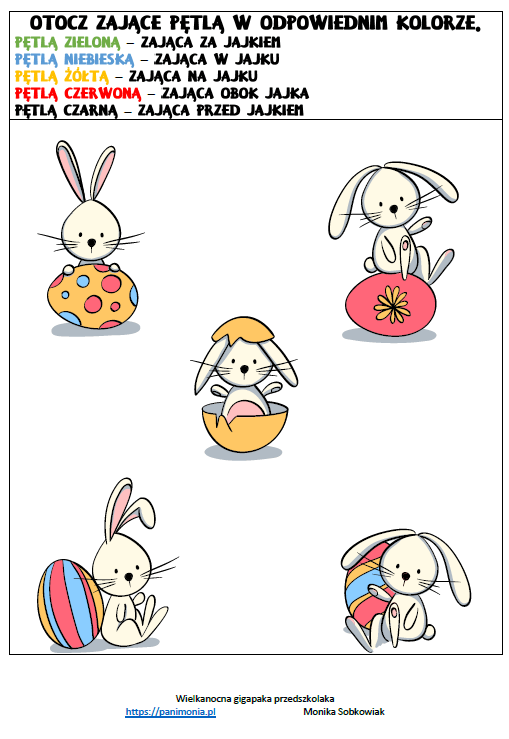 OTOCZ ZAJĄCE PĘTLĄ W ODPOWIEDNIM KOLORZE.
PĘTLĄ ZIELONĄ – ZAJĄCA ZA JAJKIEM
PĘTLĄ NIEBIESKĄ – ZAJĄCA W JAJKU
PĘTLĄ ŻÓŁTĄ – ZAJĄCA NA JAJKU
PĘTLĄ CZERWONĄ – ZAJĄCA OBOK JAJKA
PĘTLĄ CZARNĄ – ZAJĄCA PRZED JAJKIEM
Wielkanocna gigapaka przedszkolaka
https://panimonia.pl Monika Sobkowiak